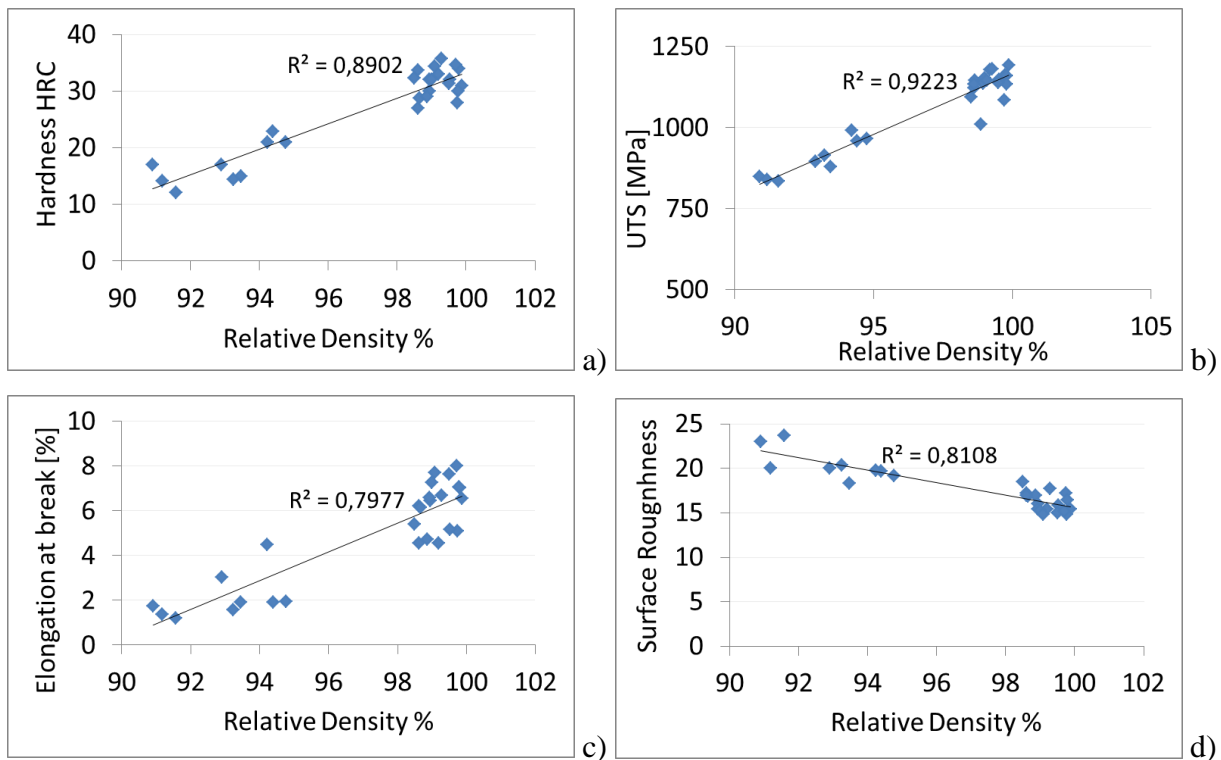 40
30
20
10
0
Hardness HRC
R² = 0,8902
90 92 94 96 98 100 102
Relative Density %
a)
1250
1000
750
500
UTS [MPa]
R² = 0,9223
90 95 100 105
Relative Density %
b)
10
8
6
4
2
0
Elongation at break [%]
R² = 0,7977
90 92 94 96 98 100 102
Relative Density %
c)
25
20
15
10
5
0
Surface Rougnhness
R² = 0,8108
90 92 94 96 98 100 102
Relative Density %
d)